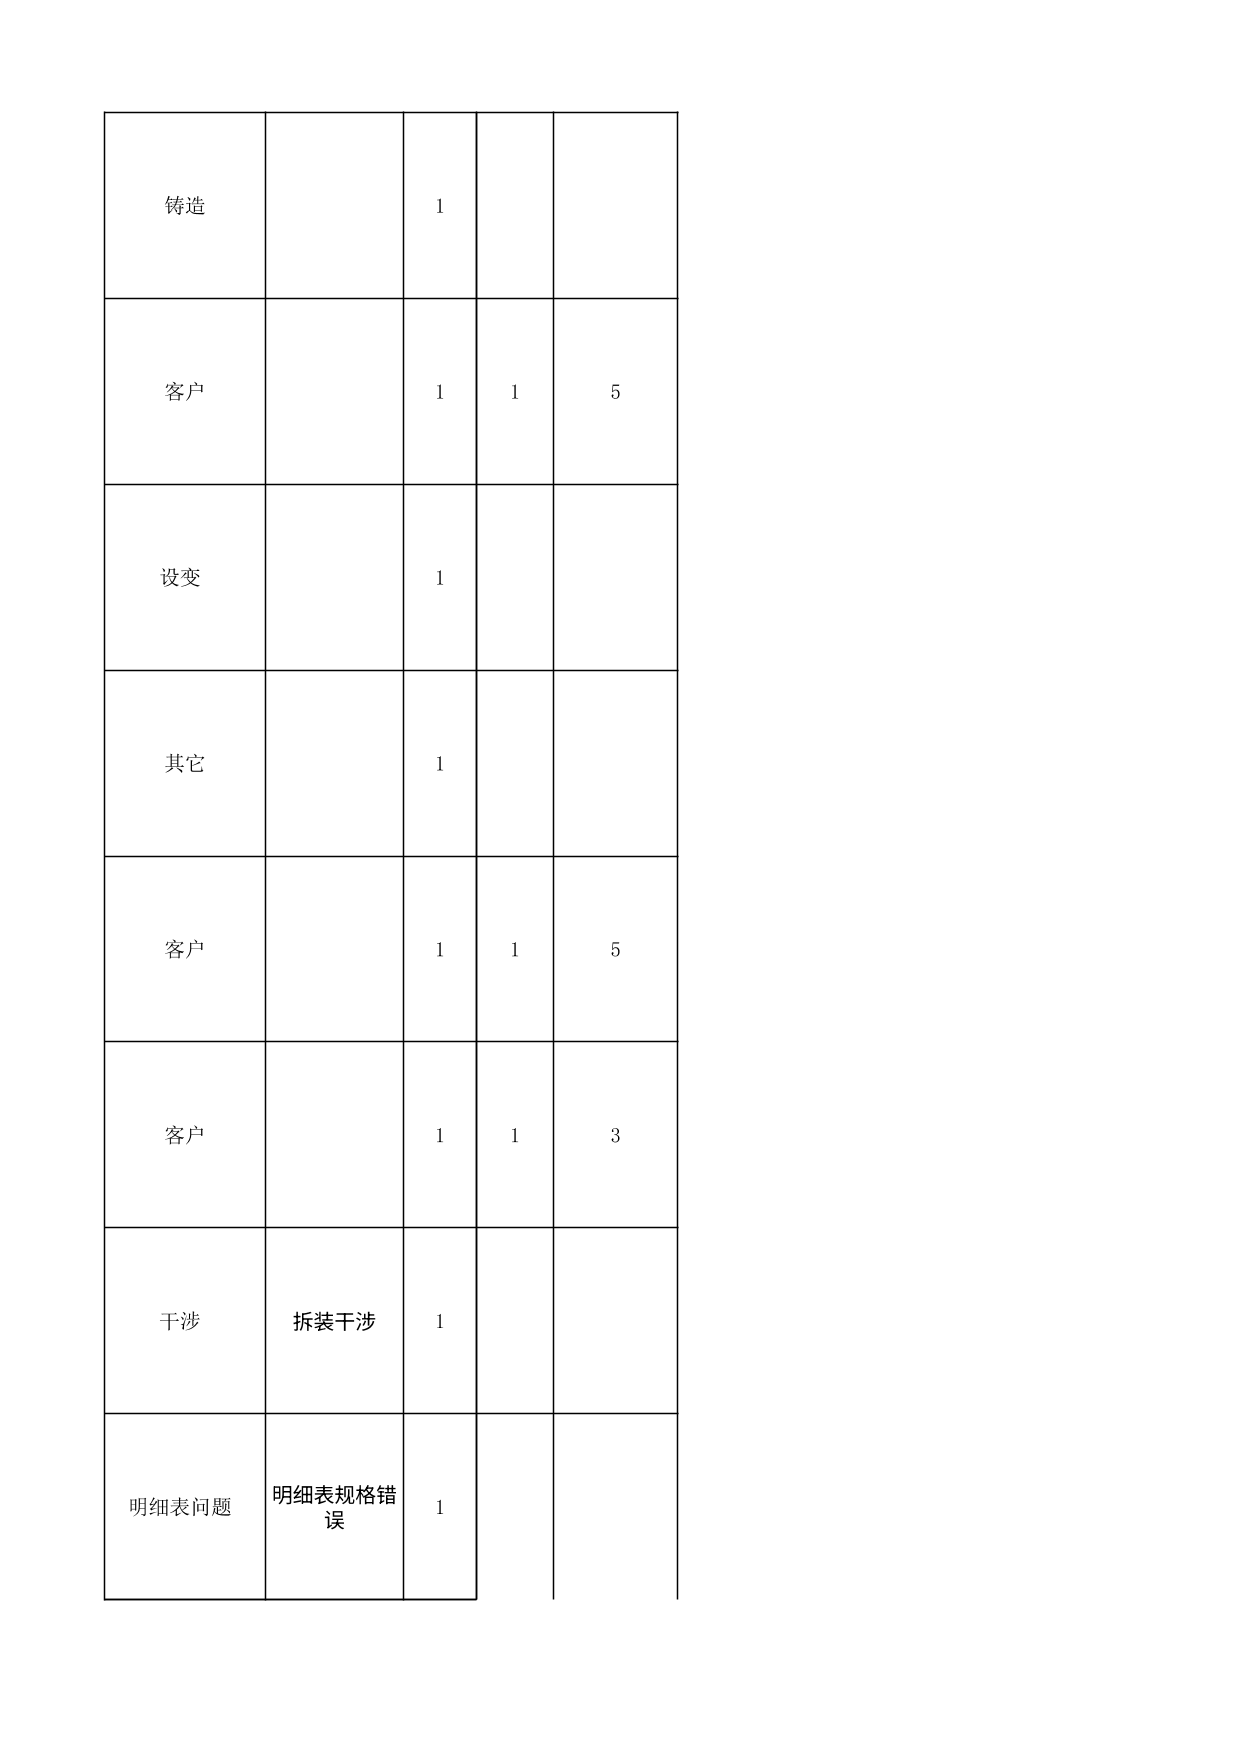 铸造 1
客户 1 1 5
设变 1
其它 1
客户 1 1 5
客户 1 1 3
干涉 拆装干涉 1
明细表问题 明细表规格错 1
误